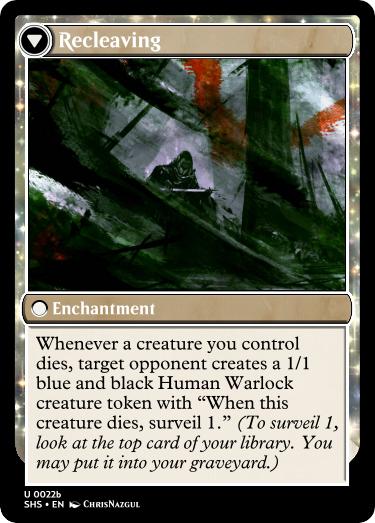 Recleaving
Enchantment
Whenever a creature you control
dies, target opponent creates a 1/1
blue and black Human Warlock
creature token with “When this
creature dies, surveil 1.” (To surveil 1,
look at the top card of your library. You
may put it into your graveyard.)
U 0022b
SHS • EN ChrisNazgul